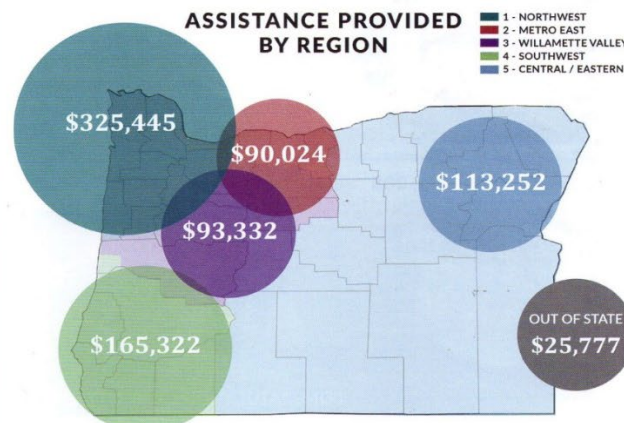 ASSISTANCE PROVIDED
BY REGION
1 - NORTHWEST
2 - METRO EAST
3 - WILLAMETTE VALLEY
4 - SOUTHWEST
5 - CENTRAL / EASTERN
$325,445
$90,024
$113,252
$93,332
$165,322
OUT OF STATE
$25,777